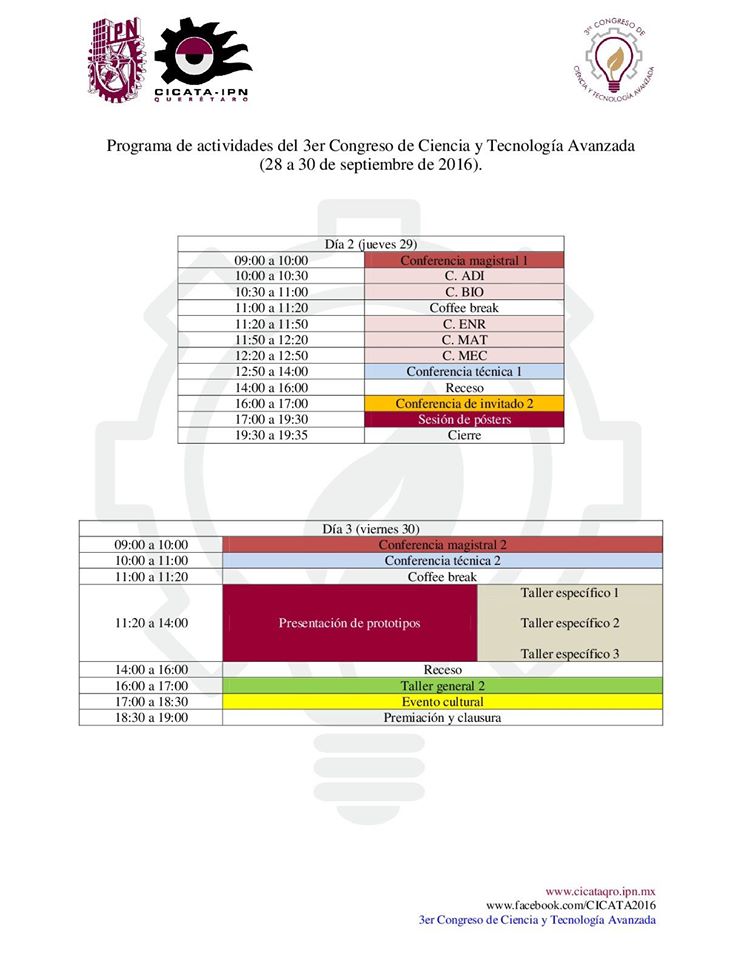 IPN
CICATA-IPN
QUERÉTARO
3ER CONGRESO DE
CIENCIA Y TECNOLOGÍA AVANZADA
Programa de actividades del 3er Congreso de Ciencia y Tecnología Avanzada
(28 a 30 de septiembre de 2016).
Día 2 (jueves 29)
09:00 a 10:00 Conferencia magistral 1
10:00 a 10:30 C. ADI
10:30 a 11:00 C. BIO
11:00 a 11:20 Coffee break
11:20 a 11:50 C. ENR
11:50 a 12:20 C. MAT
12:20 a 12:50 C. MEC
12:50 a 14:00 Conferencia técnica 1
14:00 a 16:00 Receso
16:00 a 17:00 Conferencia de invitado 2
17:00 a 19:30 Sesión de pósters
19:30 a 19:35 Cierre
Día 3 (viernes 30)
09:00 a 10:00 Conferencia magistral 2
10:00 a 11:00 Conferencia técnica 2
11:00 a 11:20 Coffee break
Taller específico 1
11:20 a 14:00 Presentación de prototipos Taller específico 2
Taller específico 3
14:00 a 16:00 Receso
16:00 a 17:00 Taller general 2
17:00 a 18:30 Evento cultural
18:30 a 19:00 Premiación y clausura
www.cicataqro.ipn.mx
www.facebook.com/CICATA2016
3er Congreso de Ciencia y Tecnología Avanzada